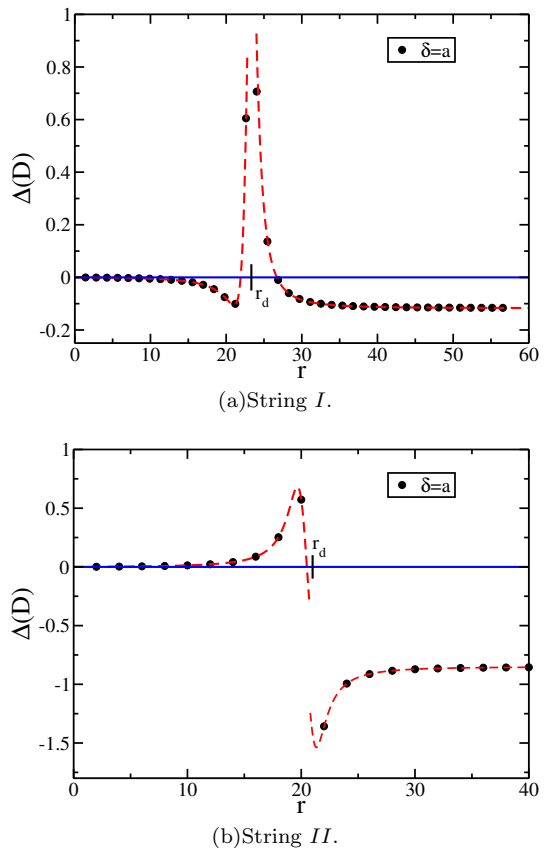 1
0.8
0.6
0.4
0.2
0
-0.2
Δ(D)
δ=a
r_d
0 10 20 30 40 50 60
r
(a)String I.
1
0.5
0
-0.5
-1
-1.5
Δ(D)
δ=a
r_d
0 10 20 30 40
r
(b)String II.